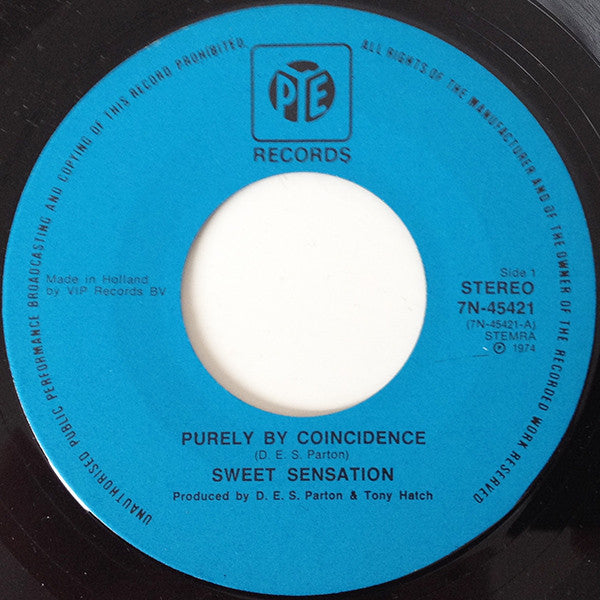 UNAUTHORISED PUBLIC PERFORMANCE BROADCASTING AND COPYING OF THIS RECORD PROHIBITED.
ALL RIGHTS OF THE MANUFACTURER AND OF THE OWNER OF THE RECORDED WORK RESERVED
PYE
RECORDS
Made in Holland
by VIP Records BV
Side 1
STEREO
7N-45421
(7N-45421-A)
STEMRA
℗ 1974
PURELY BY COINCIDENCE
(D. E. S. Parton)
SWEET SENSATION
Produced by D. E. S. Parton & Tony Hatch